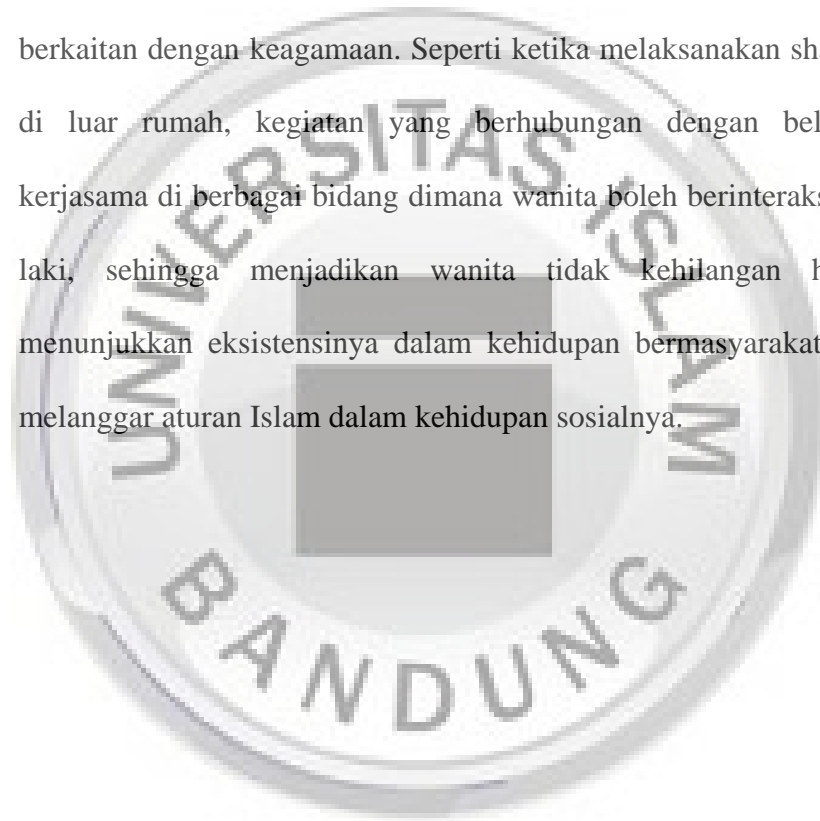 berkaitan dengan keagamaan. Seperti ketika melaksanakan sha
di luar rumah, kegiatan yang berhubungan dengan bel
kerjasama di berbagai bidang dimana wanita boleh berinteraks
laki, sehingga menjadikan wanita tidak kehilangan h
menunjukkan eksistensinya dalam kehidupan bermasyarakat
melanggar aturan Islam dalam kehidupan sosialnya.
UNIVERSITAS ISLAM
BANDUNG